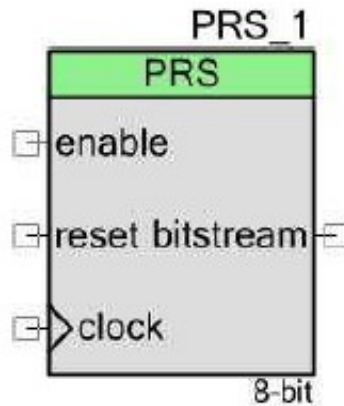 PRS_1
PRS
enable
reset bitstream
clock
8-bit